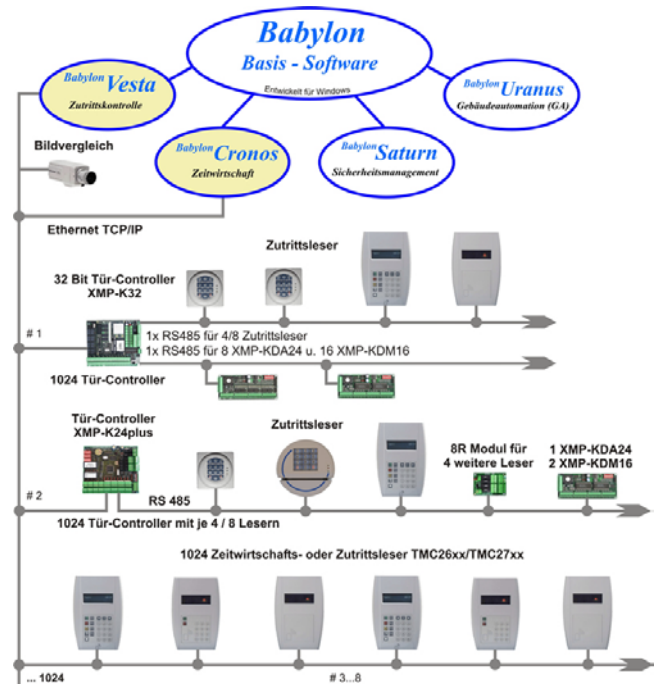 Babylon
Basis - Software
Entwickelt für Windows
Babylon Vesta
Zutrittskontrolle
Babylon Uranus
Gebäudeautomation (GA)
Bildvergleich
Babylon Cronos
Zeitwirtschaft
Babylon Saturn
Sicherheitsmanagement
Ethernet TCP/IP
Zutrittsleser
32 Bit Tür-Controller
XMP-K32
# 1
1x RS485 für 4/8 Zutrittsleser
1x RS485 für 8 XMP-KDA24 u. 16 XMP-KDM16
1024 Tür-Controller
Tür-Controller
XMP-K24plus
Zutrittsleser
8R Modul für
4 weitere Leser
1 XMP-KDA24
2 XMP-KDM16
# 2
RS 485
1024 Tür-Controller mit je 4 / 8 Lesern
1024 Zeitwirtschafts- oder Zutrittsleser TMC26xx/TMC27xx
... 1024
# 3...8